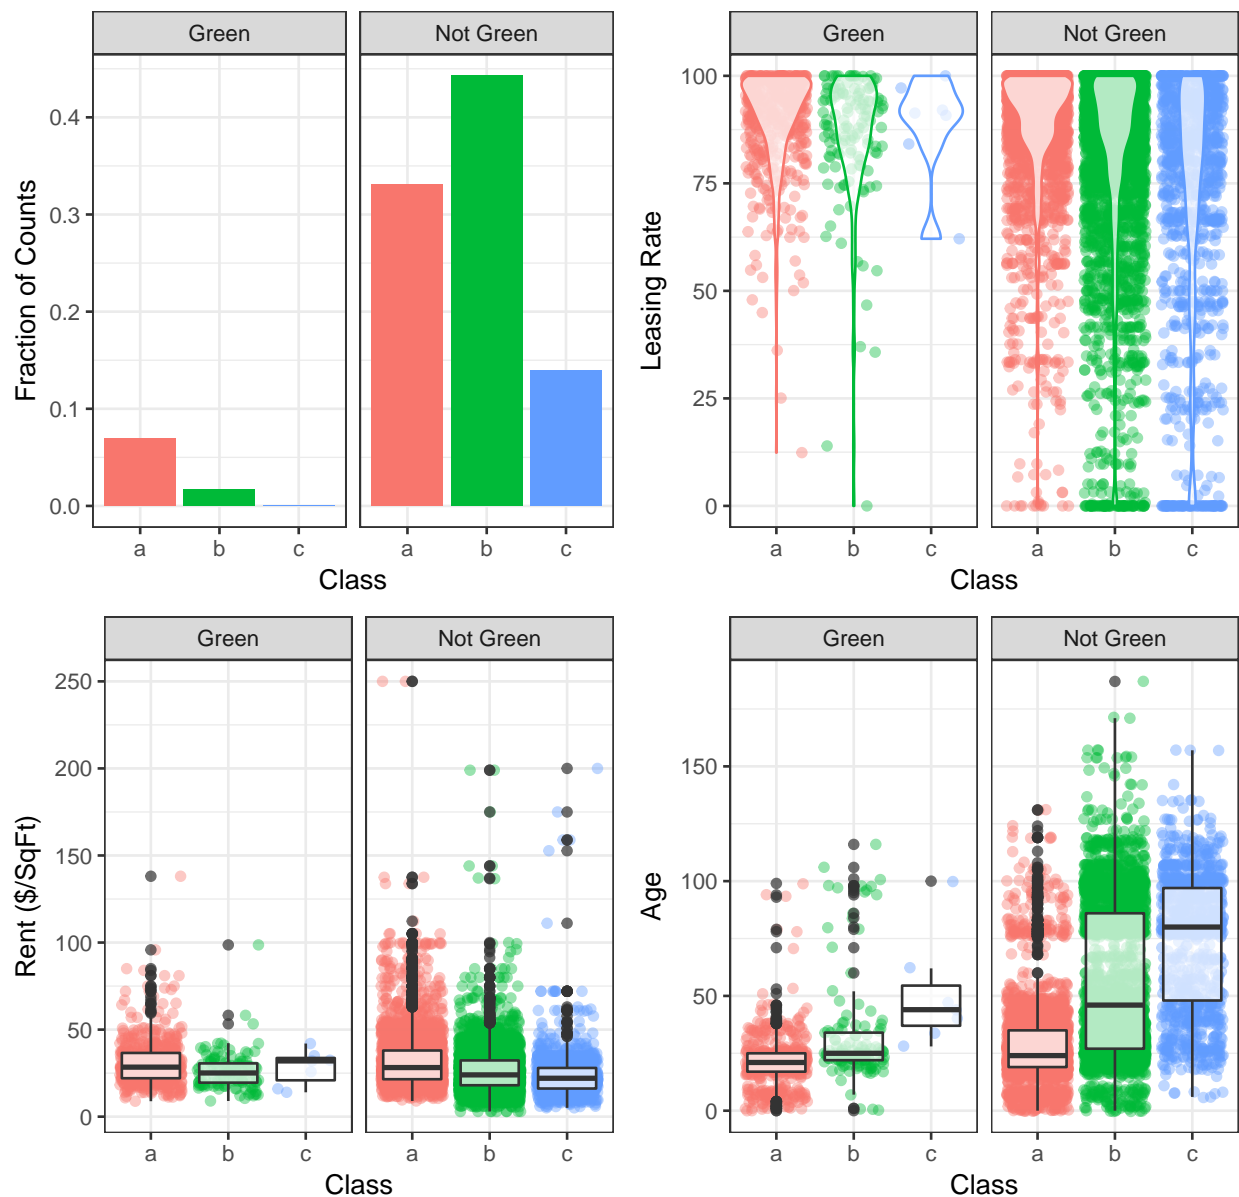 Green
Not Green
Fraction of Counts
0.4
0.3
0.2
0.1
0.0
a
b
c
a
b
c
Class
Green
Not Green
Leasing Rate
100
75
50
25
0
a
b
c
a
b
c
Class
Green
Not Green
Rent ($/SqFt)
250
200
150
100
50
0
a
b
c
a
b
c
Class
Green
Not Green
Age
150
100
50
0
a
b
c
a
b
c
Class